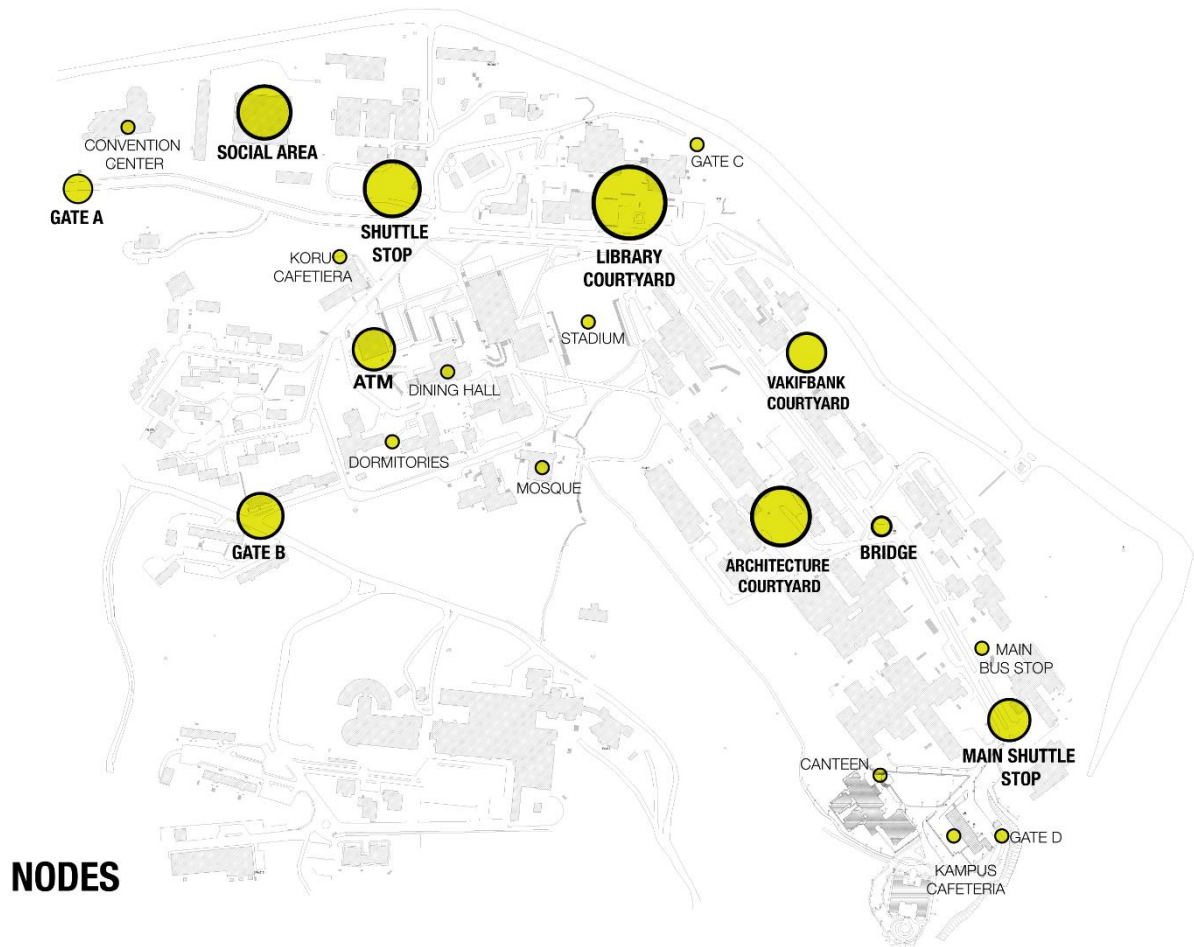 CONVENTION
CENTER
SOCIAL AREA
GATE A
SHUTTLE
STOP
GATE C
LIBRARY
COURTYARD
KORU
CAFETIERA
STADIUM
ATM
DINING HALL
VAKIFBANK
COURTYARD
DORMITORIES
MOSQUE
GATE B
ARCHITECTURE
COURTYARD
BRIDGE
MAIN
BUS STOP
MAIN SHUTTLE
STOP
CANTEEN
GATE D
KAMPUS
CAFETERIA
NODES